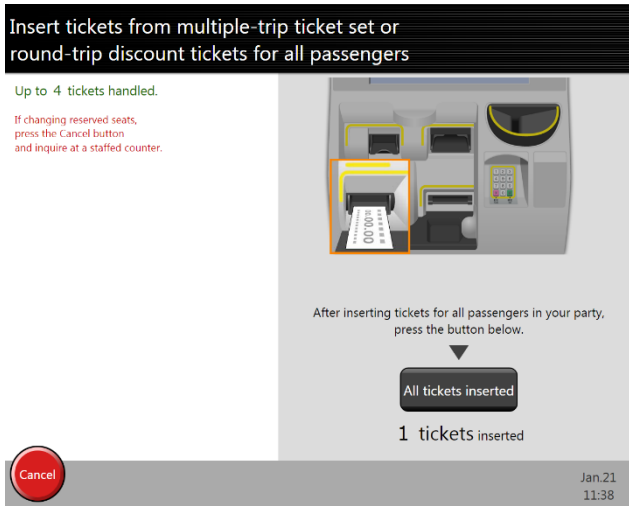 Insert tickets from multiple-trip ticket set or
round-trip discount tickets for all passengers
Up to 4 tickets handled.
If changing reserved seats,
press the Cancel button
and inquire at a staffed counter.
After inserting tickets for all passengers in your party,
press the button below.
All tickets inserted
1 tickets inserted
Cancel
Jan.21
11:38